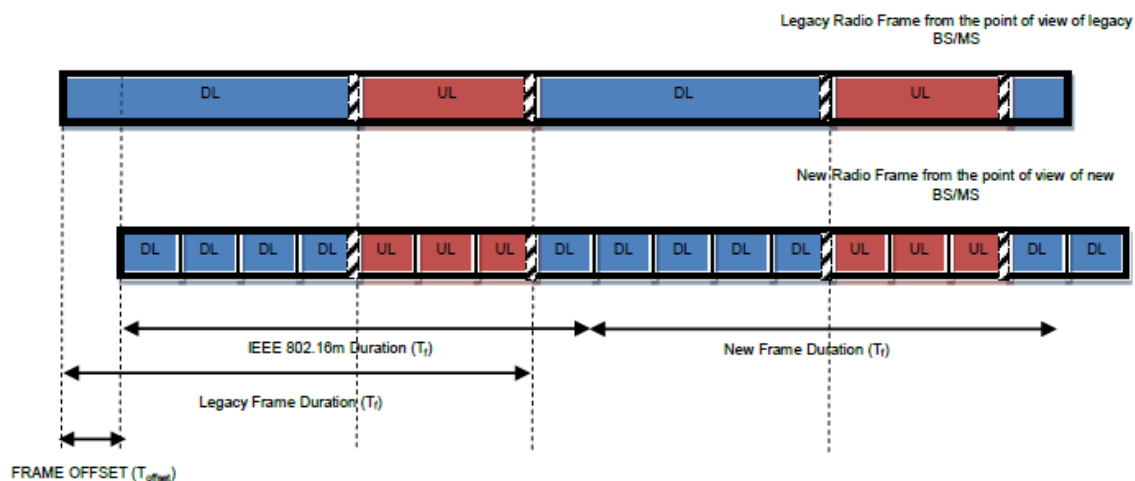 Legacy Radio Frame from the point of view of legacy
BS/MS
DL UL DL UL
New Radio Frame from the point of view of new
BS/MS
DL DL DL DL UL UL UL DL DL DL DL DL UL UL UL DL DL
IEEE 802.16m Duration (Tf) New Frame Duration (Tf)
Legacy Frame Duration (Tf)
FRAME OFFSET (Toffset)